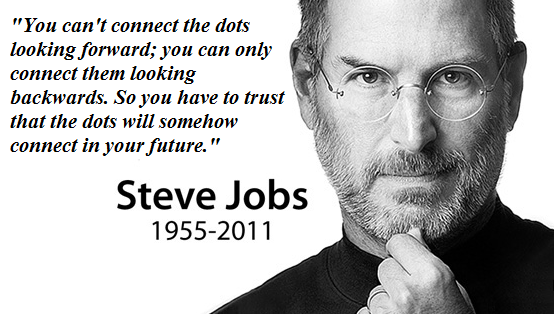 "You can't connect the dots
looking forward; you can only
connect them looking
backwards. So you have to trust
that the dots will somehow
connect in your future."
Steve Jobs
1955-2011